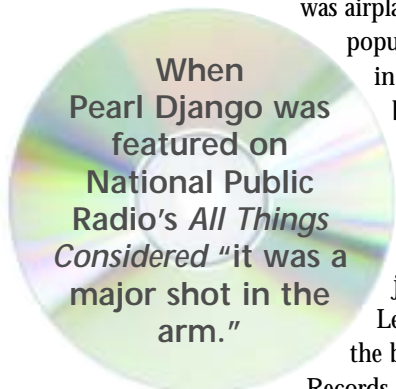 was airpla
popu
in
When
Pearl Django was
featured on
National Public
Radio's All Things
Considered "it was a
major shot in the
arm."
j
Le
the b
Records